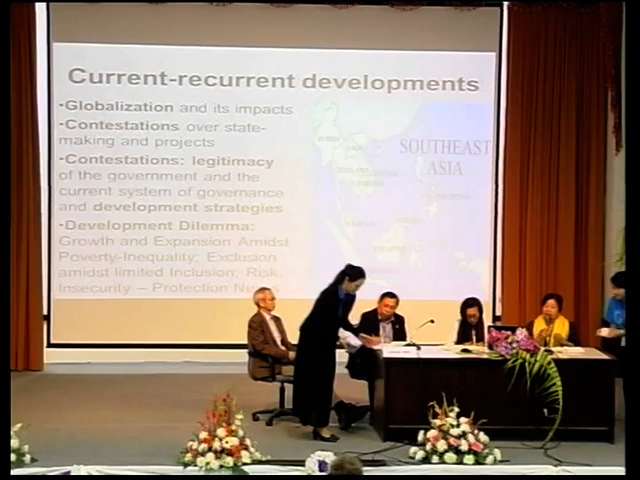 Current-recurrent developments
•Globalization and its impacts
•Contestations over state-
making and projects
•Contestations: legitimacy
of the government and the
current system of governance
and development strategies
•Development Dilemma:
Growth and Expansion Amidst
Poverty-Inequality; Exclusion
amidst limited Inclusion; Risk,
Insecurity – Protection
SOUTHEAST
ASIA